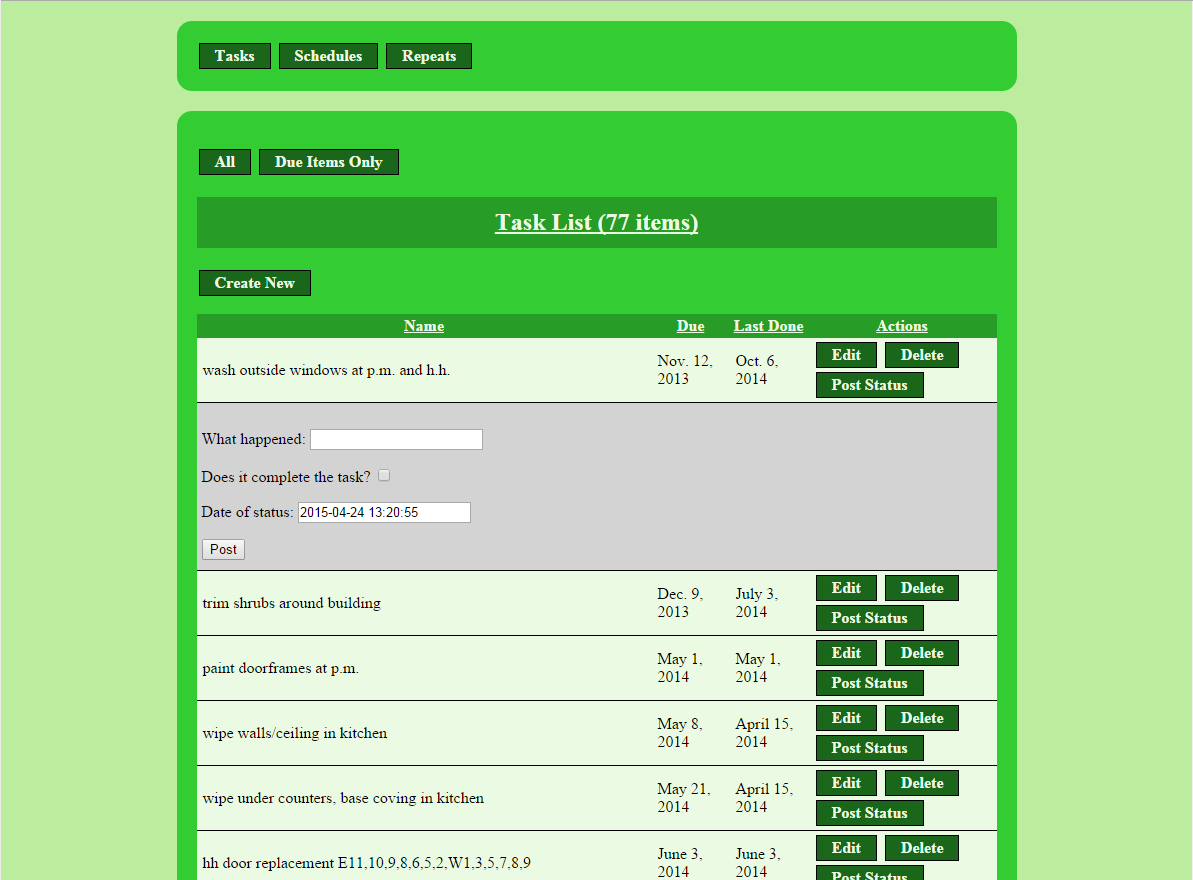 Tasks Schedules Repeats
All Due Items Only
Task List (77 items)
Create New
Name Due Last Done Actions
wash outside windows at p.m. and h.h. Nov. 12, 2013 Oct. 6, 2014 Edit Delete Post Status
What happened:
Does it complete the task?
Date of status: 2015-04-24 13:20:55
Post
trim shrubs around building Dec. 9, 2013 July 3, 2014 Edit Delete Post Status
paint doorframes at p.m. May 1, 2014 May 1, 2014 Edit Delete Post Status
wipe walls/ceiling in kitchen May 8, 2014 April 15, 2014 Edit Delete Post Status
wipe under counters, base coving in kitchen May 21, 2014 April 15, 2014 Edit Delete Post Status
hh door replacement E11,10,9,8,6,5,2,W1,3,5,7,8,9 June 3, 2014 June 3, 2014 Edit Delete Post Status